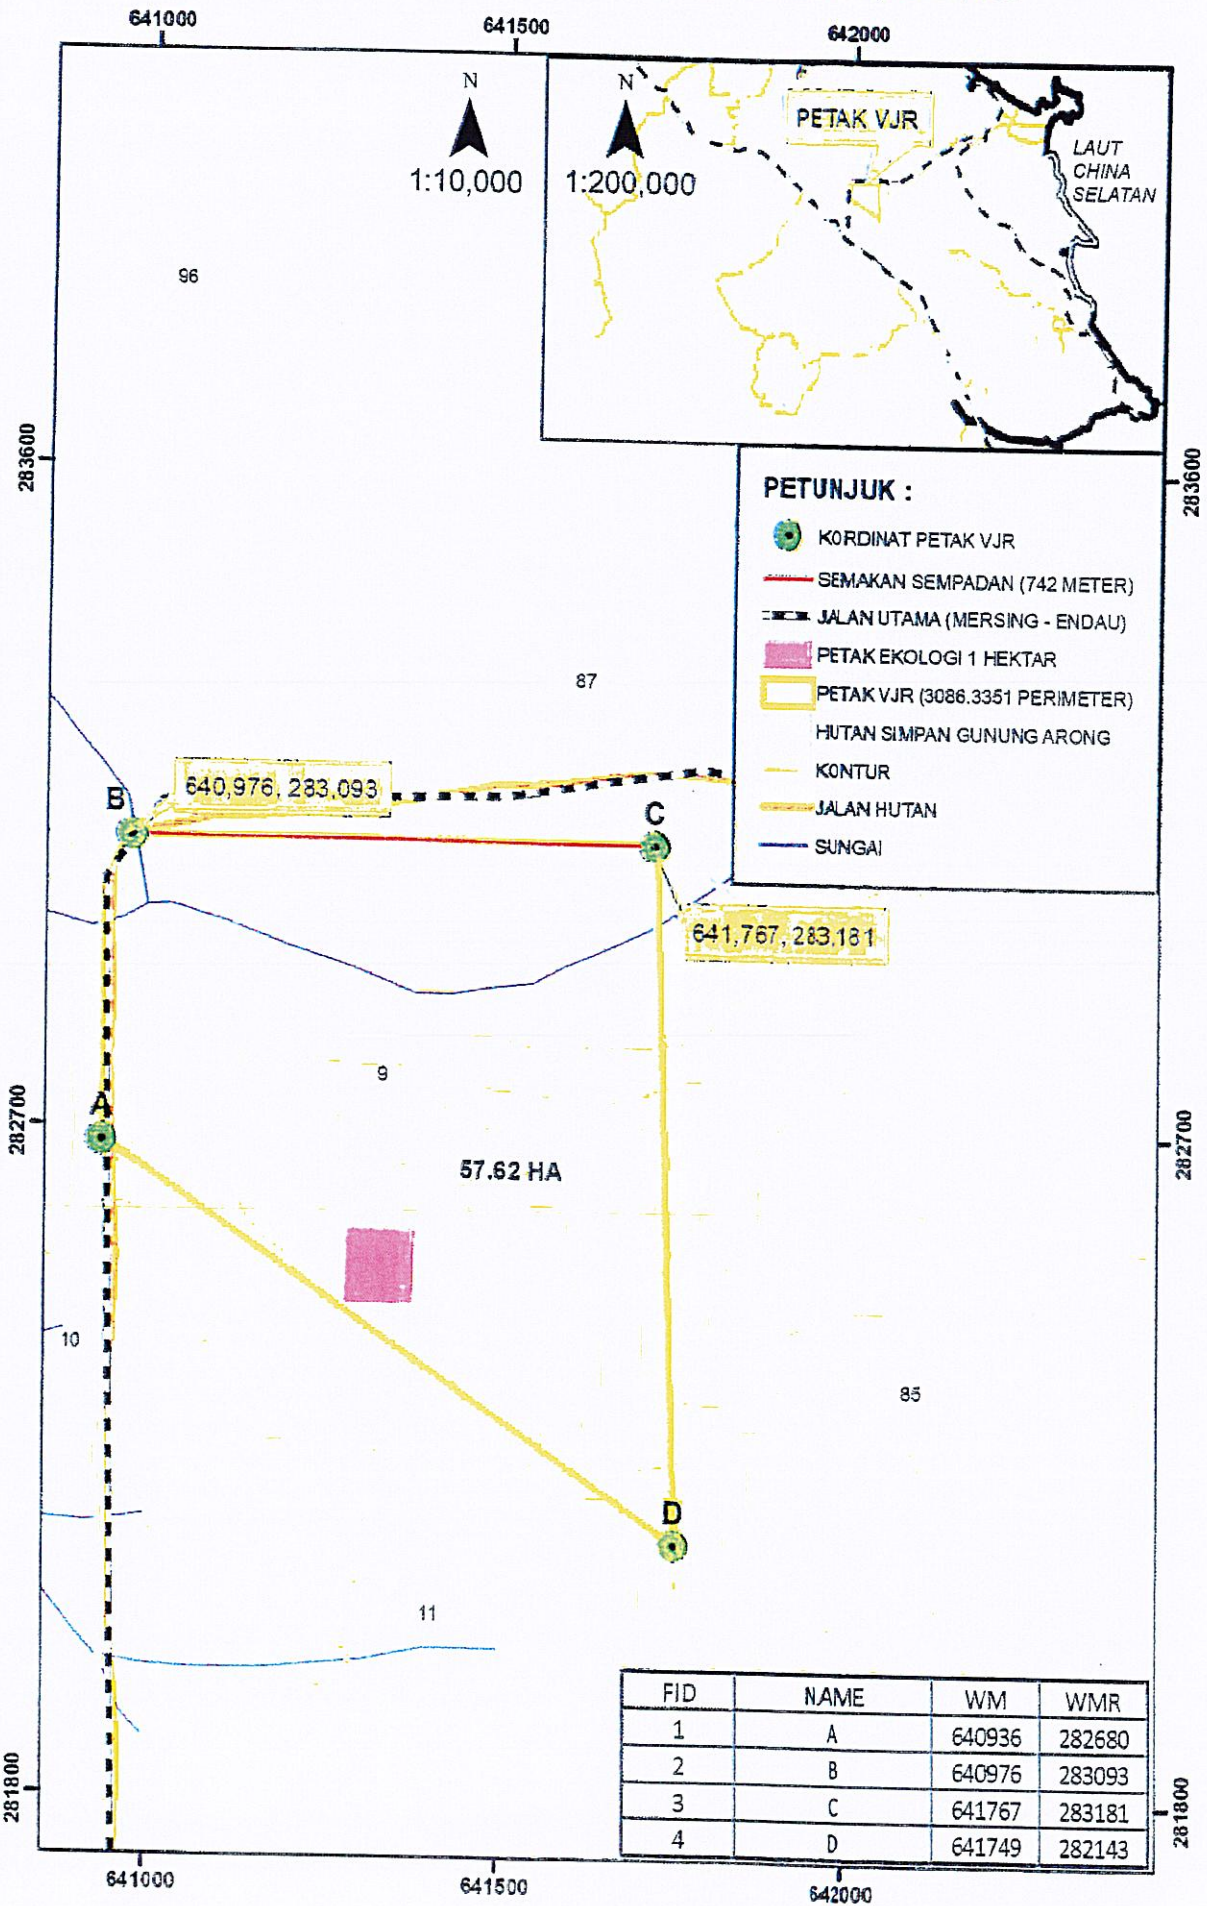 641000
641500
642000
N
1:10,000
N
1:200,000
PETAK VJR
LAUT
CHINA
SELATAN
96
283600
283600
PETUNJUK :
KORDINAT PETAK VJR
SEMAKAN SEMPADAN (742 METER)
JALAN UTAMA (MERSING - ENDAU)
PETAK EKOLOGI 1 HEKTAR
PETAK VJR (3086.3351 PERIMETER)
HUTAN SIMPAN GUNUNG ARONG
KONTUR
JALAN HUTAN
SUNGAI
87
B
640,976, 283,093
C
641,767, 283,181
9
282700
A
282700
57.62 HA
10
85
D
11
FID NAME WM WMR
1 A 640936 282680
2 B 640976 283093
3 C 641767 283181
4 D 641749 282143
281800
281800
641000
641500
642000